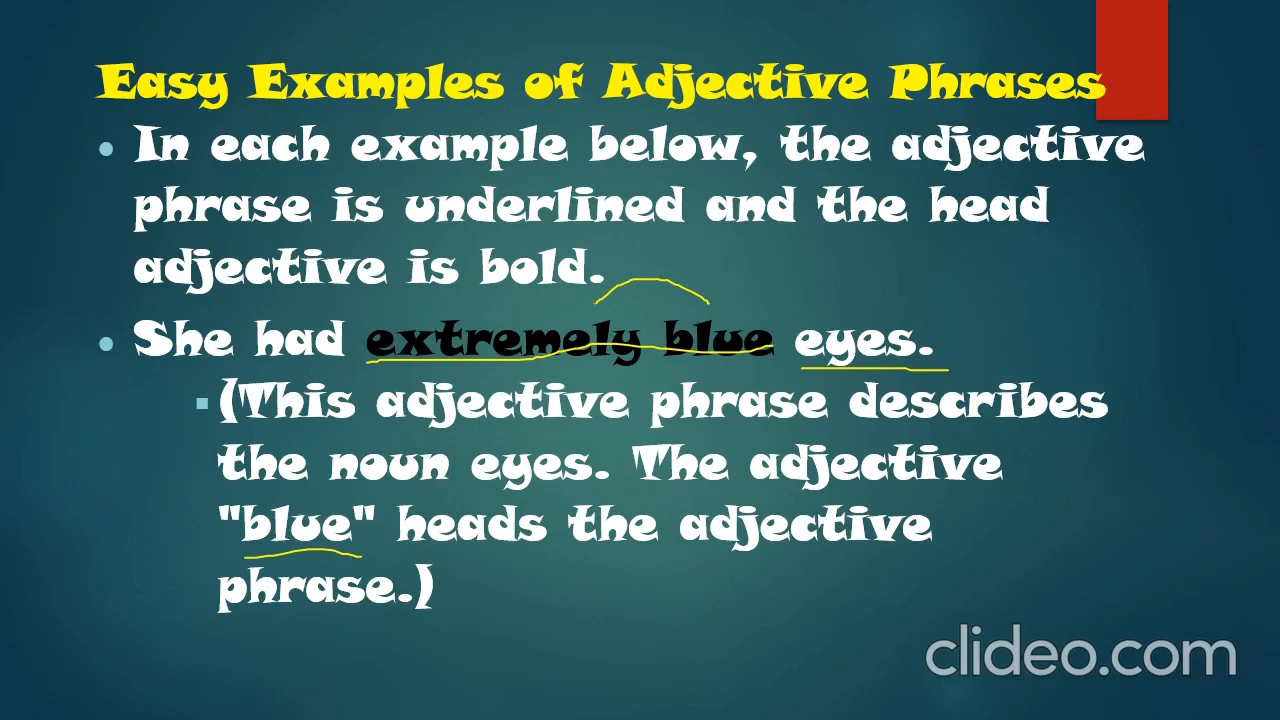 Easy Examples of Adjective Phrases
• In each example below, the adjective
phrase is underlined and the head
adjective is bold.
• She had extremely blue eyes.
▪ (This adjective phrase describes
the noun eyes. The adjective
"blue" heads the adjective
phrase.)
clideo.com